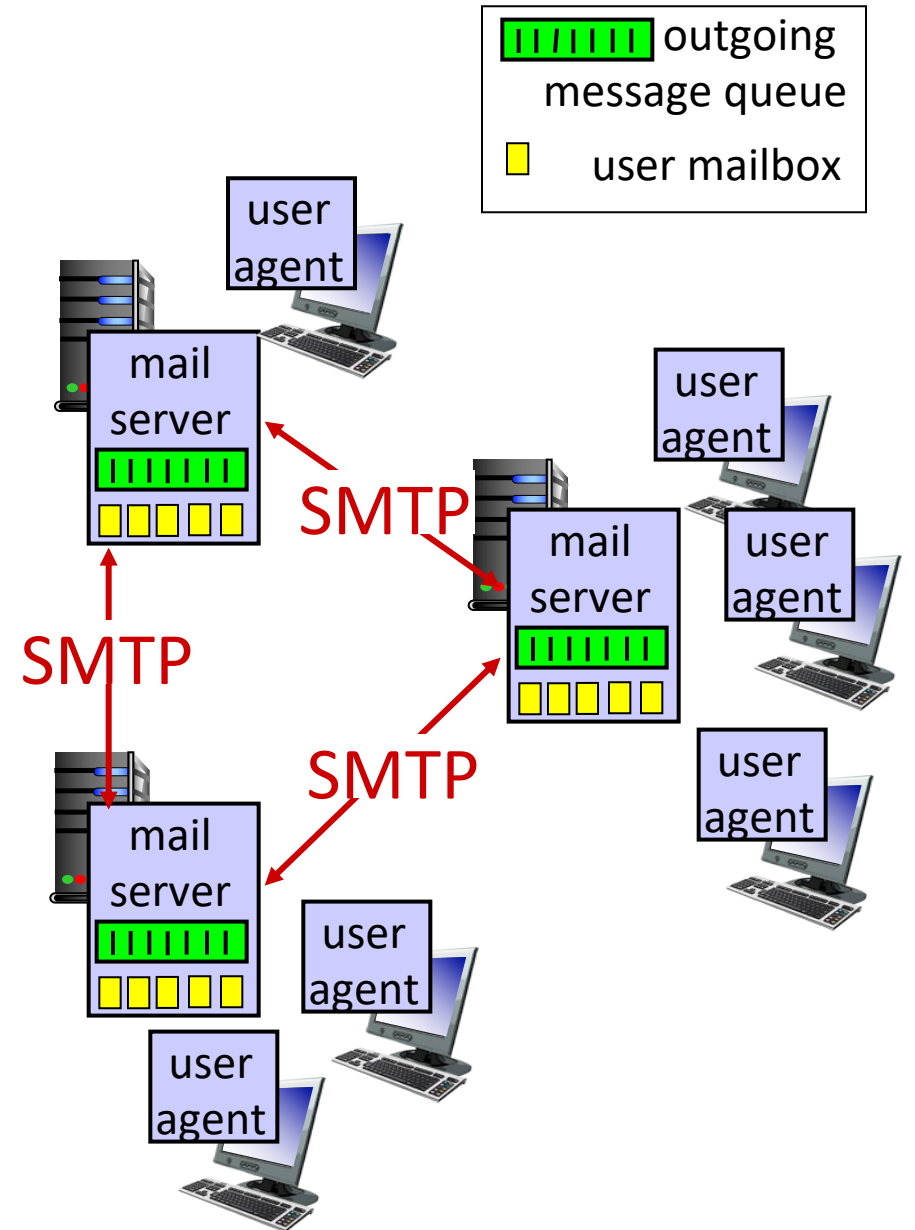 outgoing
message queue
user mailbox
user
agent
mail
server
user
agent
SMTP
mail
server
user
agent
SMTP
user
agent
SMTP
mail
server
user
agent
user
agent